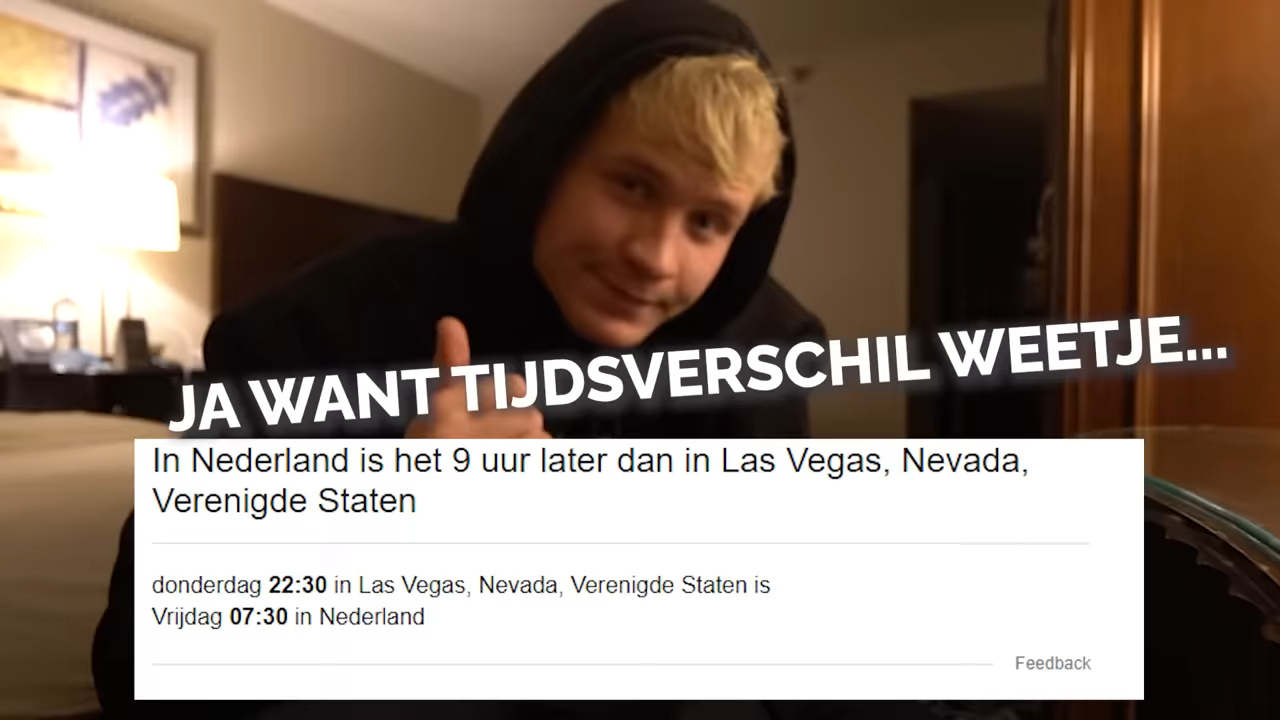 JA WANT TIJDSVERSCHIL WEETJE...
In Nederland is het 9 uur later dan in Las Vegas, Nevada,
Verenigde Staten
donderdag 22:30 in Las Vegas, Nevada, Verenigde Staten is
Vrijdag 07:30 in Nederland
Feedback